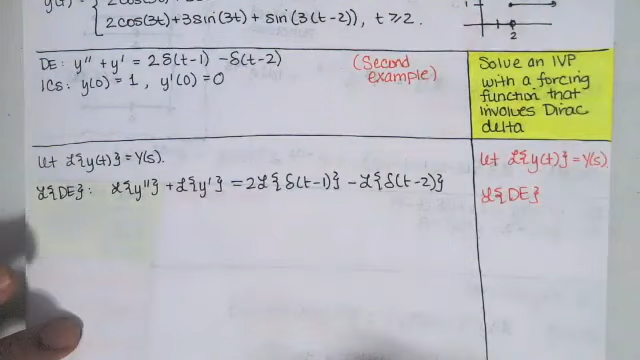 2cos(3t)+3sin(3t)+sin(3(t-2)), t≥2.
2
DE: y''+y' = 2δ(t-1) -δ(t-2)
ICs: y(0)=1, y'(0)=0
(Second
example)
Solve an IVP
with a forcing
function that
involves Dirac
delta
Let ℒ{y(t)}=Y(s).
ℒ{DE}: ℒ{y''}+ℒ{y'} =2ℒ{δ(t-1)} -ℒ{δ(t-2)}
Let ℒ{y(t)}=Y(s).
ℒ{DE}